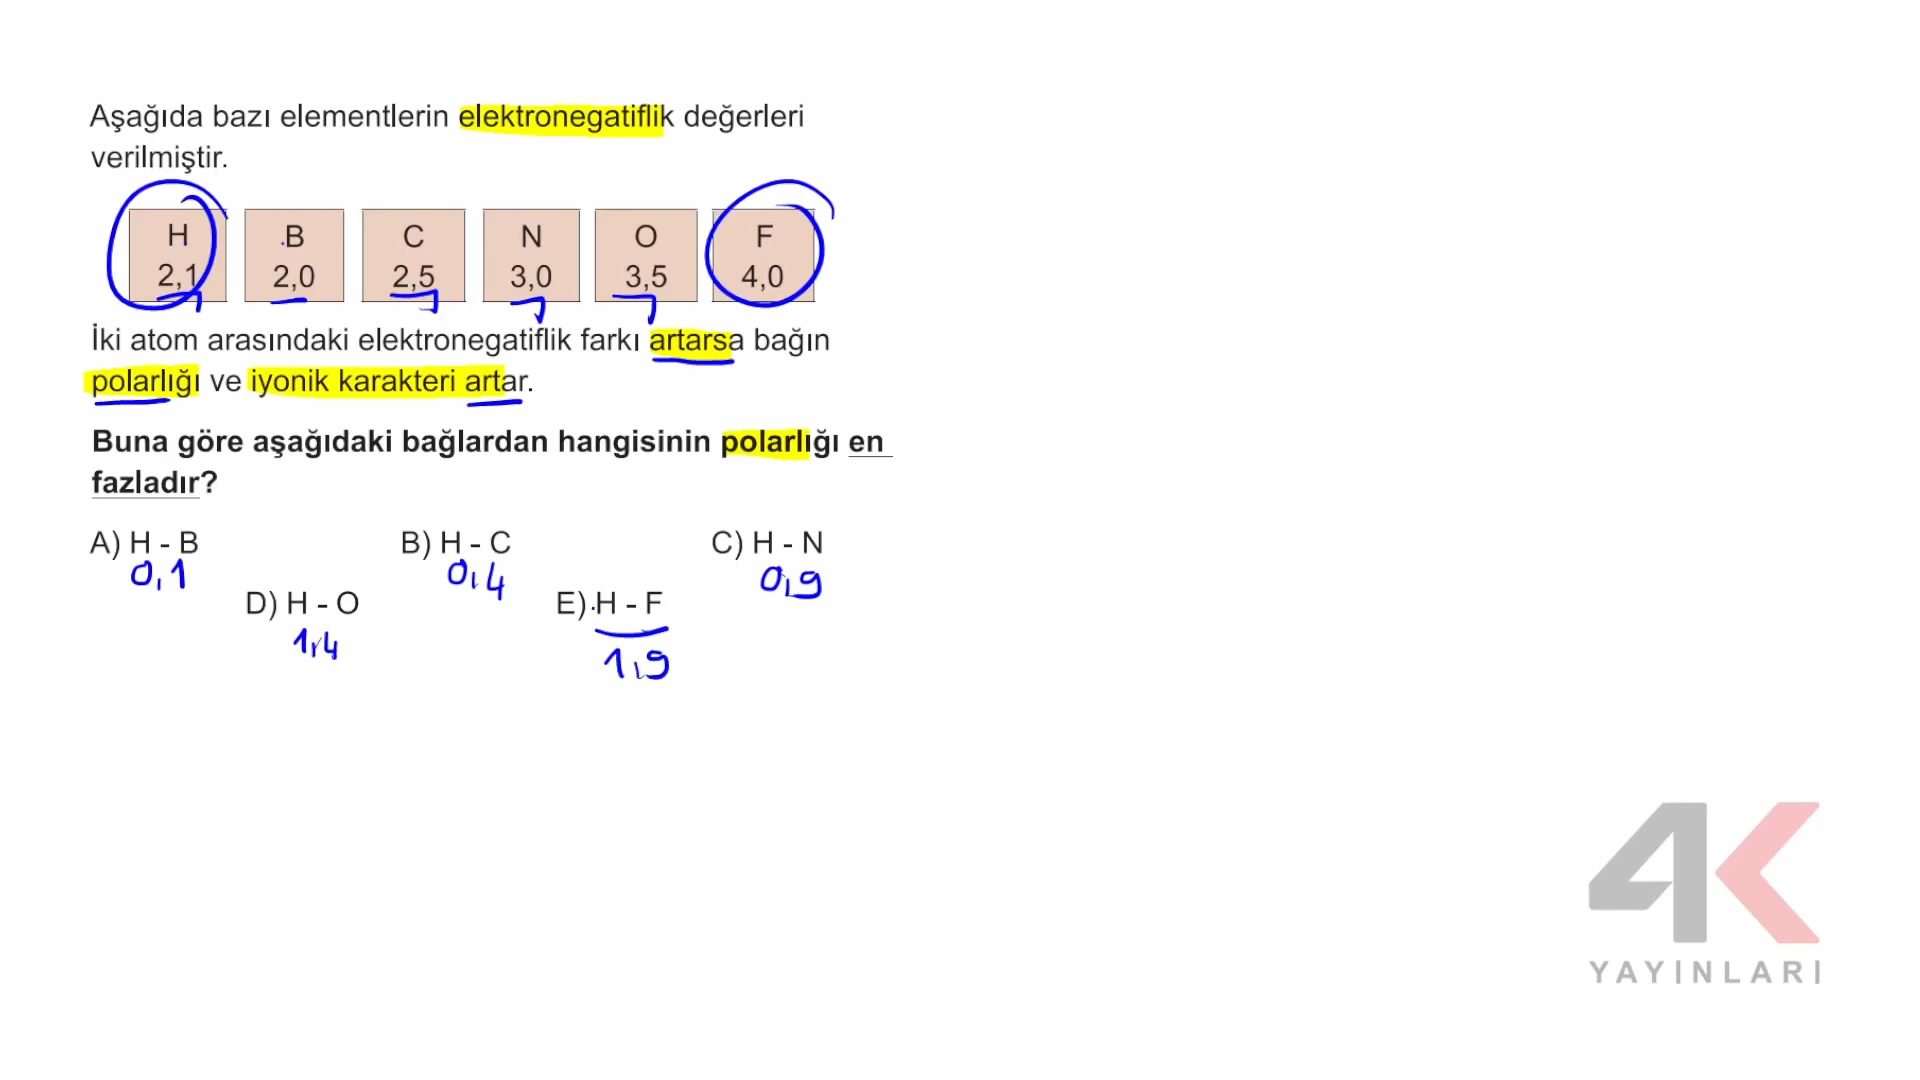 Aşağıda bazı elementlerin elektronegatiflik değerleri
verilmiştir.
H B C N O F
2,1 2,0 2,5 3,0 3,5 4,0
İki atom arasındaki elektronegatiflik farkı artarsa bağın
polarlığı ve iyonik karakteri artar.
Buna göre aşağıdaki bağlardan hangisinin polarlığı en
fazladır?
A) H - B B) H - C C) H - N
0,1 0,4 0,9
D) H - O E) H - F
1,4 1,9
4K
YAYINLARI